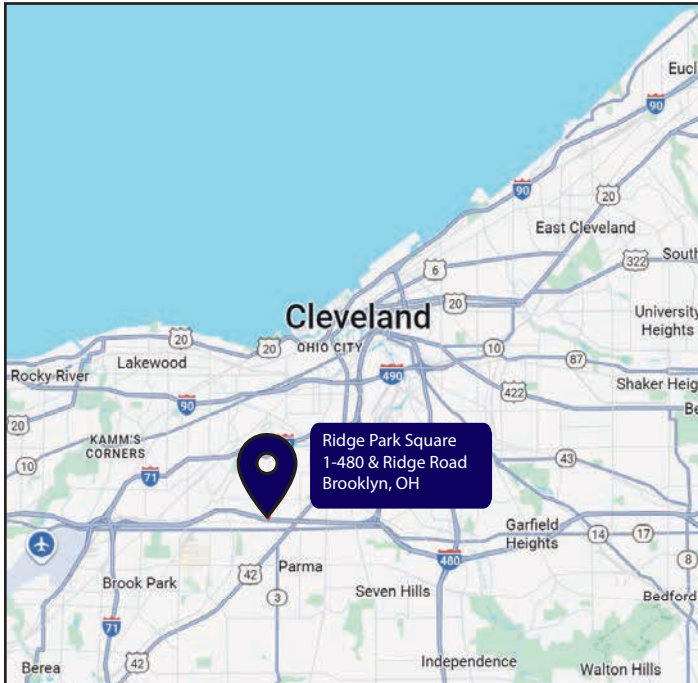 Eucl
90
90
20
East Cleveland
322
South
6
20
Cleveland
University
Heights
20
20
OHIO CITY
10
Lakewood
87
Rocky River
490
Shaker Heig
422
90
Be
20
KAMM'S
CORNERS
Ridge Park Square
1-480 & Ridge Road
Brooklyn, OH
10
71
43
Garfield
Heights
14
17
480
8
Parma
42
Brook Park
Seven Hills
3
Bedford
71
42
Berea
Independence
Walton Hills